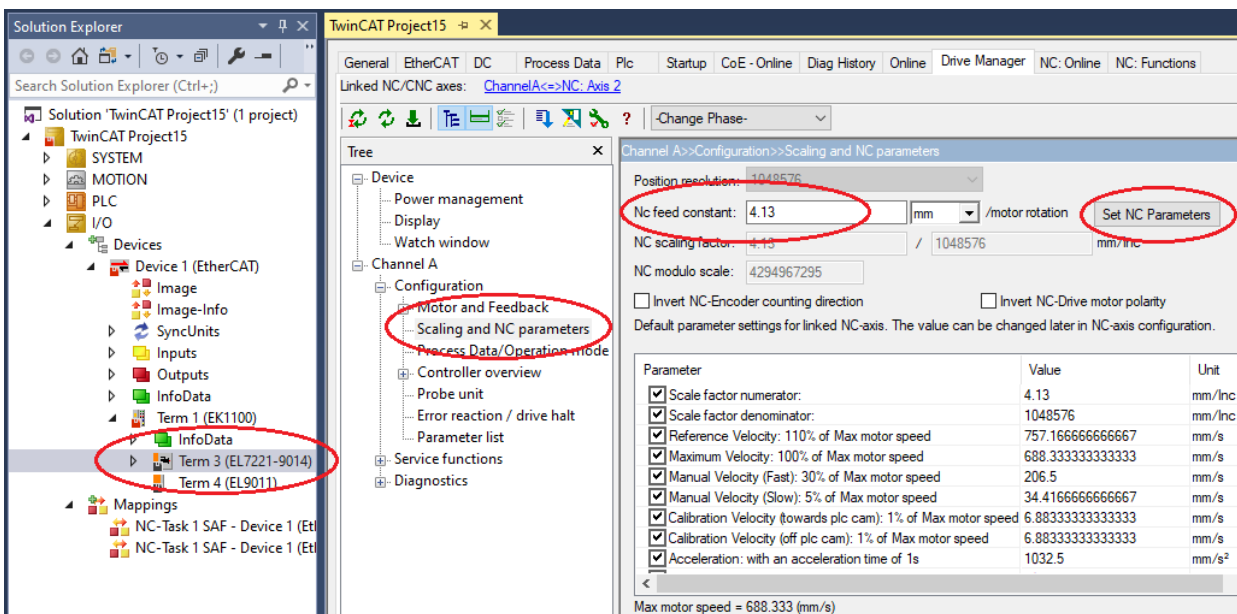 Solution Explorer
Search Solution Explorer (Ctrl+;)
Solution 'TwinCAT Project15' (1 project)
TwinCAT Project15
SYSTEM
MOTION
PLC
I/O
Devices
Device 1 (EtherCAT)
Image
Image-Info
SyncUnits
Inputs
Outputs
InfoData
Term 1 (EK1100)
InfoData
Term 3 (EL7221-9014)
Term 4 (EL9011)
Mappings
NC-Task 1 SAF - Device 1 (Etl
NC-Task 1 SAF - Device 1 (Etl
TwinCAT Project15
General EtherCAT DC Process Data Plc Startup CoE - Online Diag History Online Drive Manager NC: Online NC: Functions
Linked NC/CNC axes: ChannelA<=>NC: Axis 2
? -Change Phase-
Tree
Device
Power management
Display
Watch window
Channel A
Configuration
Motor and Feedback
Scaling and NC parameters
Process Data/Operation mode
Controller overview
Probe unit
Error reaction / drive halt
Parameter list
Service functions
Diagnostics
Channel A>>Configuration>>Scaling and NC parameters
Position resolution: 1048576
Nc feed constant: 4.13 mm /motor rotation Set NC Parameters
NC scaling factor: 4.13 / 1048576 mm/Inc
NC modulo scale: 4294967295
Invert NC-Encoder counting direction Invert NC-Drive motor polarity
Default parameter settings for linked NC-axis. The value can be changed later in NC-axis configuration.
Parameter Value Unit
Scale factor numerator: 4.13 mm/Inc
Scale factor denominator: 1048576 mm/Inc
Reference Velocity: 110% of Max motor speed 757.166666666667 mm/s
Maximum Velocity: 100% of Max motor speed 688.333333333333 mm/s
Manual Velocity (Fast): 30% of Max motor speed 206.5 mm/s
Manual Velocity (Slow): 5% of Max motor speed 34.4166666666667 mm/s
Calibration Velocity (towards plc cam): 1% of Max motor speed 6.88333333333333 mm/s
Calibration Velocity (off plc cam): 1% of Max motor speed 6.88333333333333 mm/s
Acceleration: with an acceleration time of 1s 1032.5 mm/s²
Max motor speed = 688.333 (mm/s)